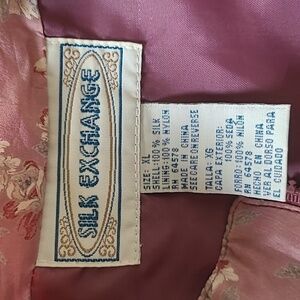 SILK EXCHANGE
SIZE: XL
SHELL: 100% SILK
LINING: 100% NYLON
RN 64578
MADE IN CHINA
SEE CARE ON REVERSE
TALLA: XG
CAPA EXTERIOR:
100% SEDA
FORRO: 100% NILON
RN 64578
HECHO EN CHINA
VER AL DORSO PARA
EL CUIDADO